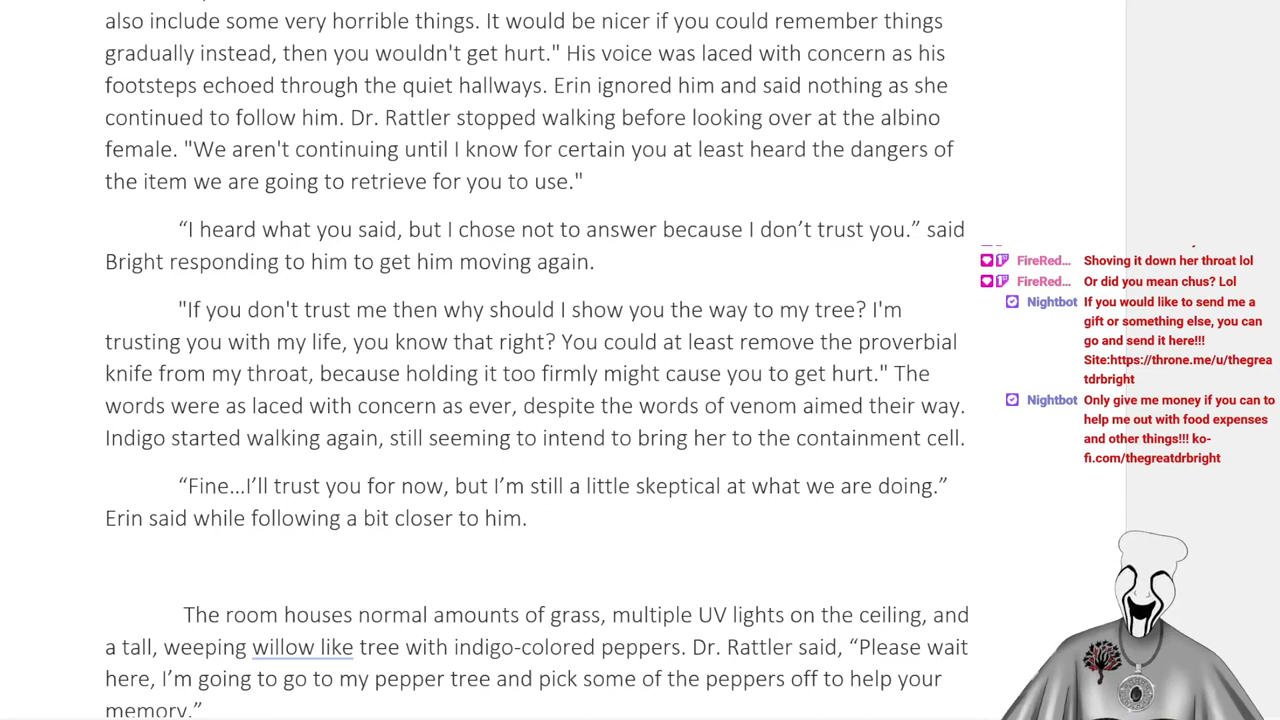 also include some very horrible things. It would be nicer if you could remember things
gradually instead, then you wouldn't get hurt." His voice was laced with concern as his
footsteps echoed through the quiet hallways. Erin ignored him and said nothing as she
continued to follow him. Dr. Rattler stopped walking before looking over at the albino
female. "We aren't continuing until I know for certain you at least heard the dangers of
the item we are going to retrieve for you to use."
“I heard what you said, but I chose not to answer because I don’t trust you.” said
Bright responding to him to get him moving again.
"If you don't trust me then why should I show you the way to my tree? I'm
trusting you with my life, you know that right? You could at least remove the proverbial
knife from my throat, because holding it too firmly might cause you to get hurt." The
words were as laced with concern as ever, despite the words of venom aimed their way.
Indigo started walking again, still seeming to intend to bring her to the containment cell.
“Fine…I’ll trust you for now, but I’m still a little skeptical at what we are doing.”
Erin said while following a bit closer to him.
The room houses normal amounts of grass, multiple UV lights on the ceiling, and
a tall, weeping willow like tree with indigo-colored peppers. Dr. Rattler said, “Please wait
here, I’m going to go to my pepper tree and pick some of the peppers off to help your
memory.”
FireRed... Shoving it down her throat lol
FireRed... Or did you mean chus? Lol
Nightbot If you would like to send me a
gift or something else, you can
go and send it here!!!
Site:https://throne.me/u/thegrea
tdrbright
Nightbot Only give me money if you can to
help me out with food expenses
and other things!!! ko-
fi.com/thegreatdrbright